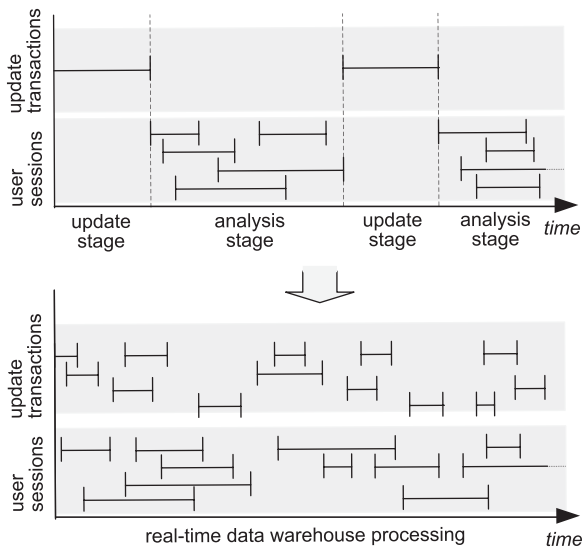 update
transactions
user
sessions
update
stage
analysis
stage
update
stage
analysis
stage
time
update
transactions
user
sessions
real-time data warehouse processing
time